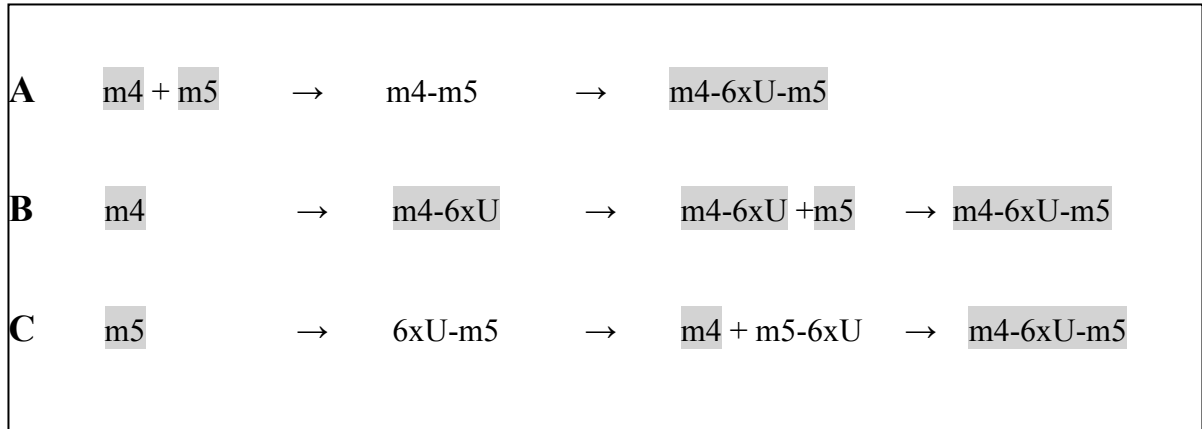 A m4 + m5 → m4-m5 → m4-6xU-m5
B m4 → m4-6xU → m4-6xU +m5 → m4-6xU-m5
C m5 → 6xU-m5 → m4 + m5-6xU → m4-6xU-m5